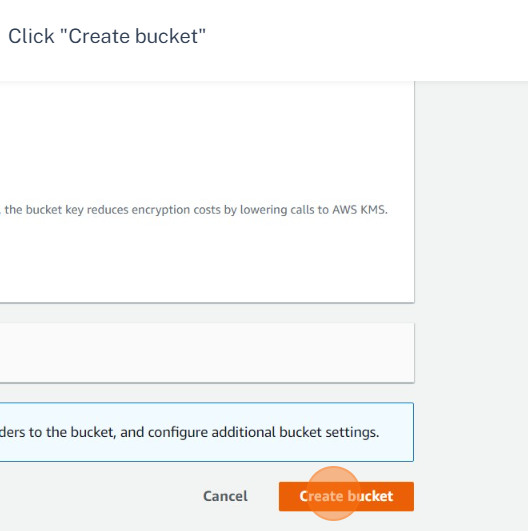 Click "Create bucket"
, the bucket key reduces encryption costs by lowering calls to AWS KMS.
ders to the bucket, and configure additional bucket settings.
Cancel
Create bucket